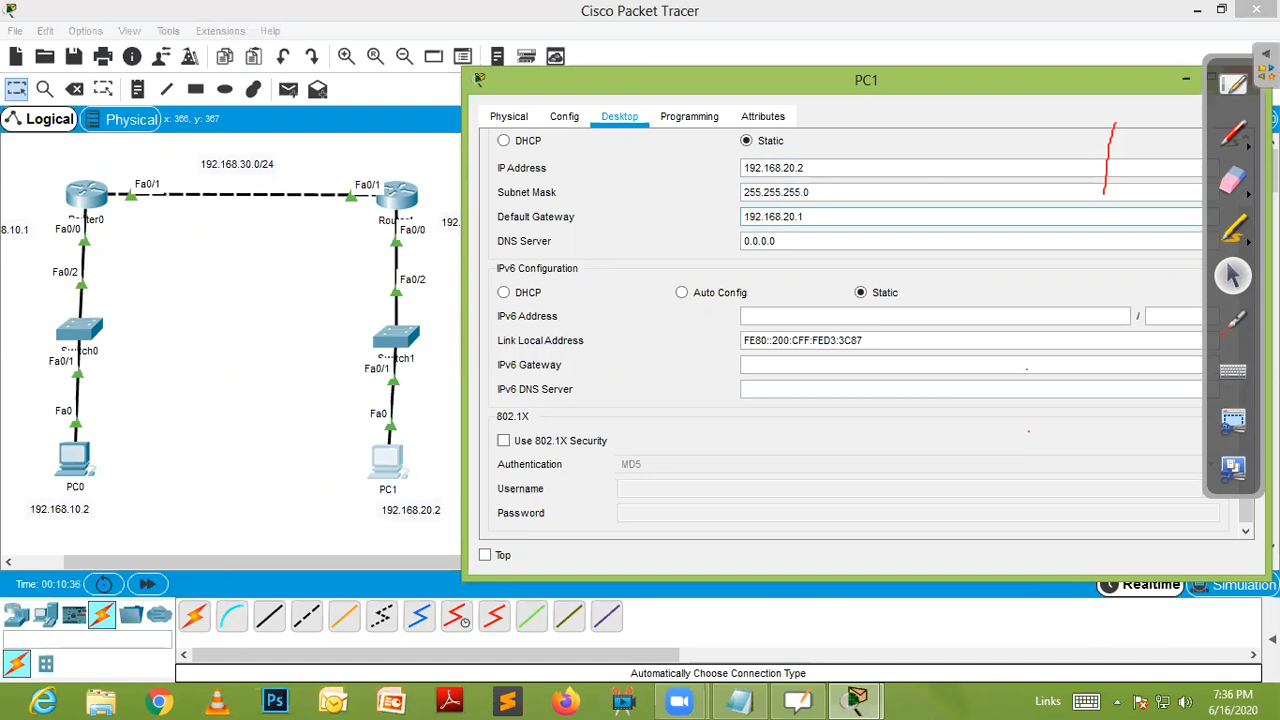 Cisco Packet Tracer
File Edit Options View Tools Extensions Help
Logical Physical x: 366, y: 367
192.168.30.0/24
Fa0/1 Fa0/1
Router0
8.10.1 Fa0/0 Fa0/0 192.
Fa0/2 Fa0/2
Switch0 Switch1
Fa0/1 Fa0/1
Fa0 Fa0
PC0 PC1
192.168.10.2 192.168.20.2
PC1
Physical Config Desktop Programming Attributes
DHCP Static
IP Address 192.168.20.2
Subnet Mask 255.255.255.0
Default Gateway 192.168.20.1
DNS Server 0.0.0.0
IPv6 Configuration
DHCP Auto Config Static
IPv6 Address /
Link Local Address FE80::200:CFF:FED3:3C87
IPv6 Gateway
IPv6 DNS Server
802.1X
Use 802.1X Security
Authentication MD5
Username
Password
Top
Time: 00:10:36 Realtime Simulation
Automatically Choose Connection Type
Links 7:36 PM
6/16/2020